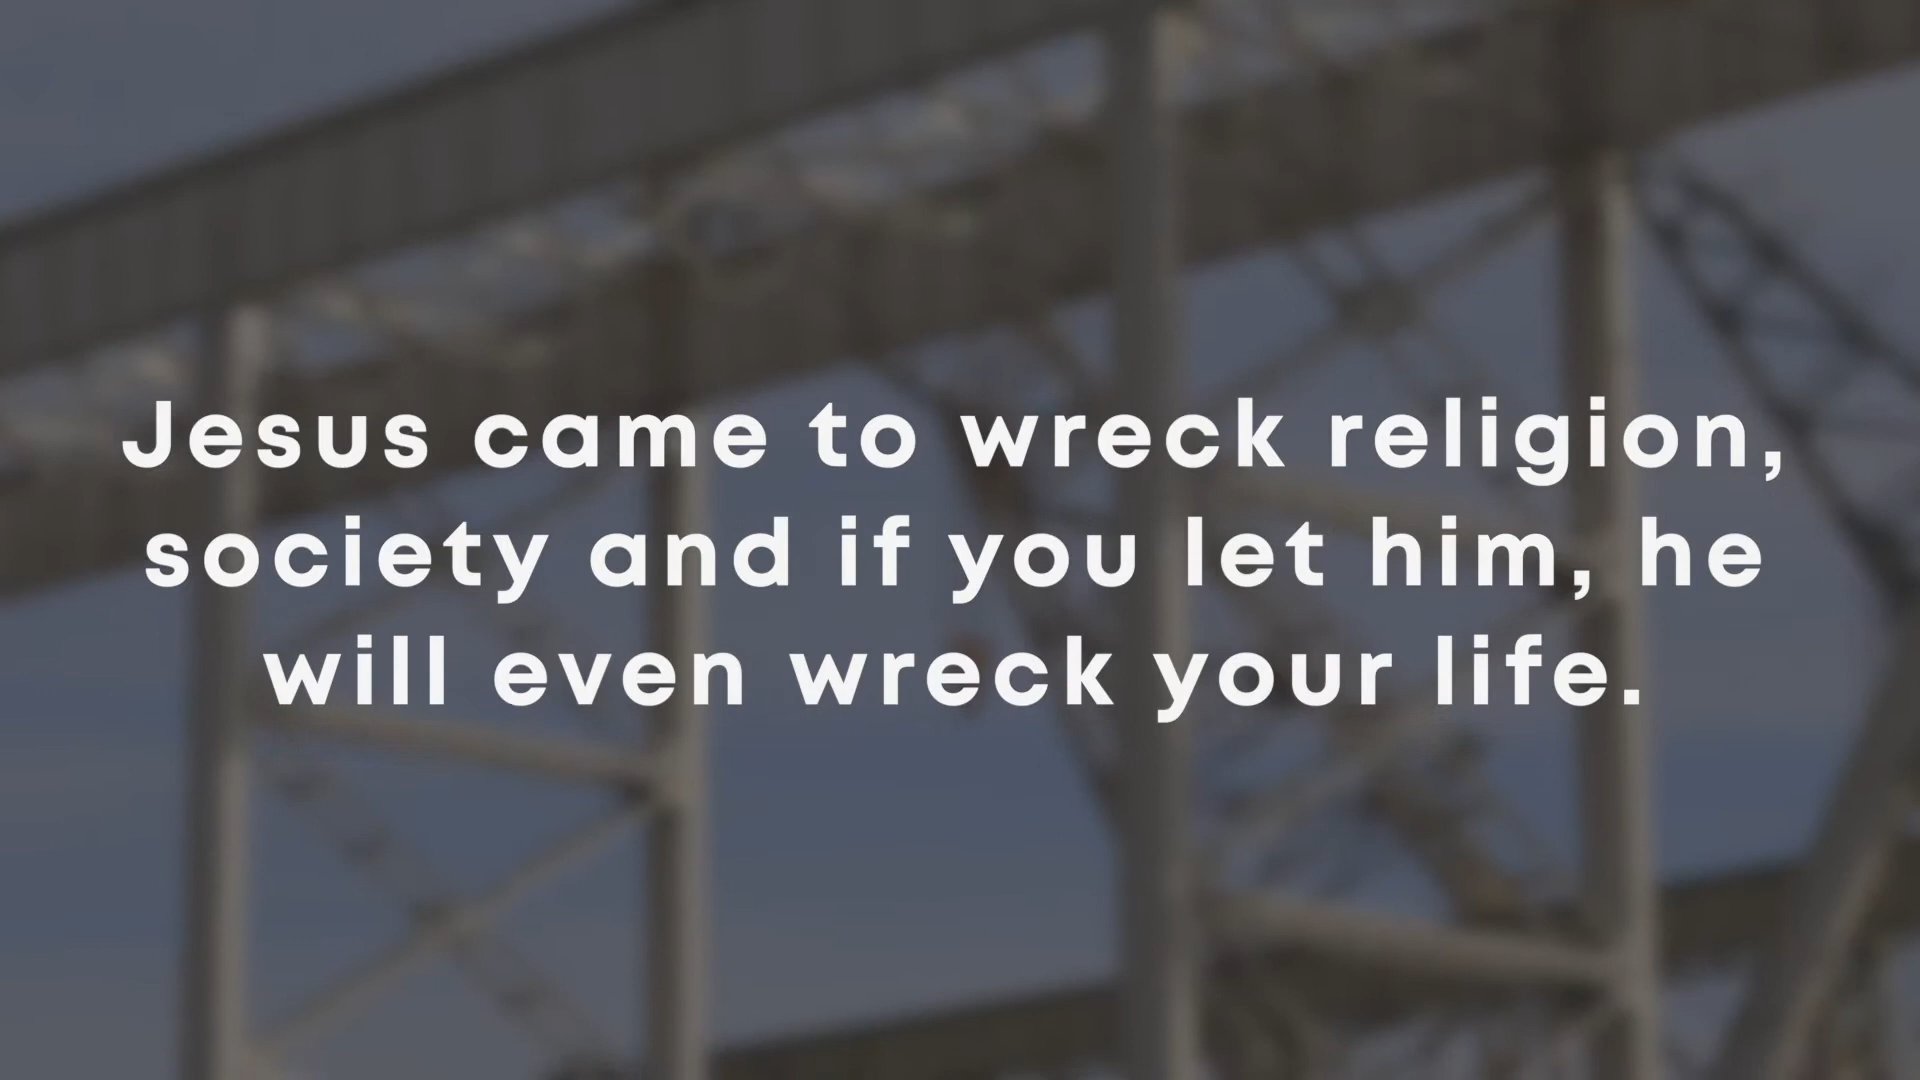 Jesus came to wreck religion,
society and if you let him, he
will even wreck your life.